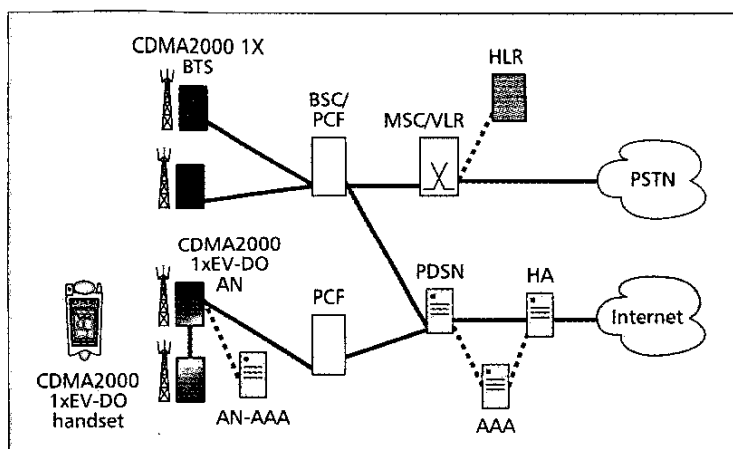 CDMA2000 1X
BTS
BSC/
PCF
MSC/VLR
HLR
PSTN
CDMA2000
1xEV-DO
AN
PCF
PDSN
HA
Internet
CDMA2000
1xEV-DO
handset
AN-AAA
AAA